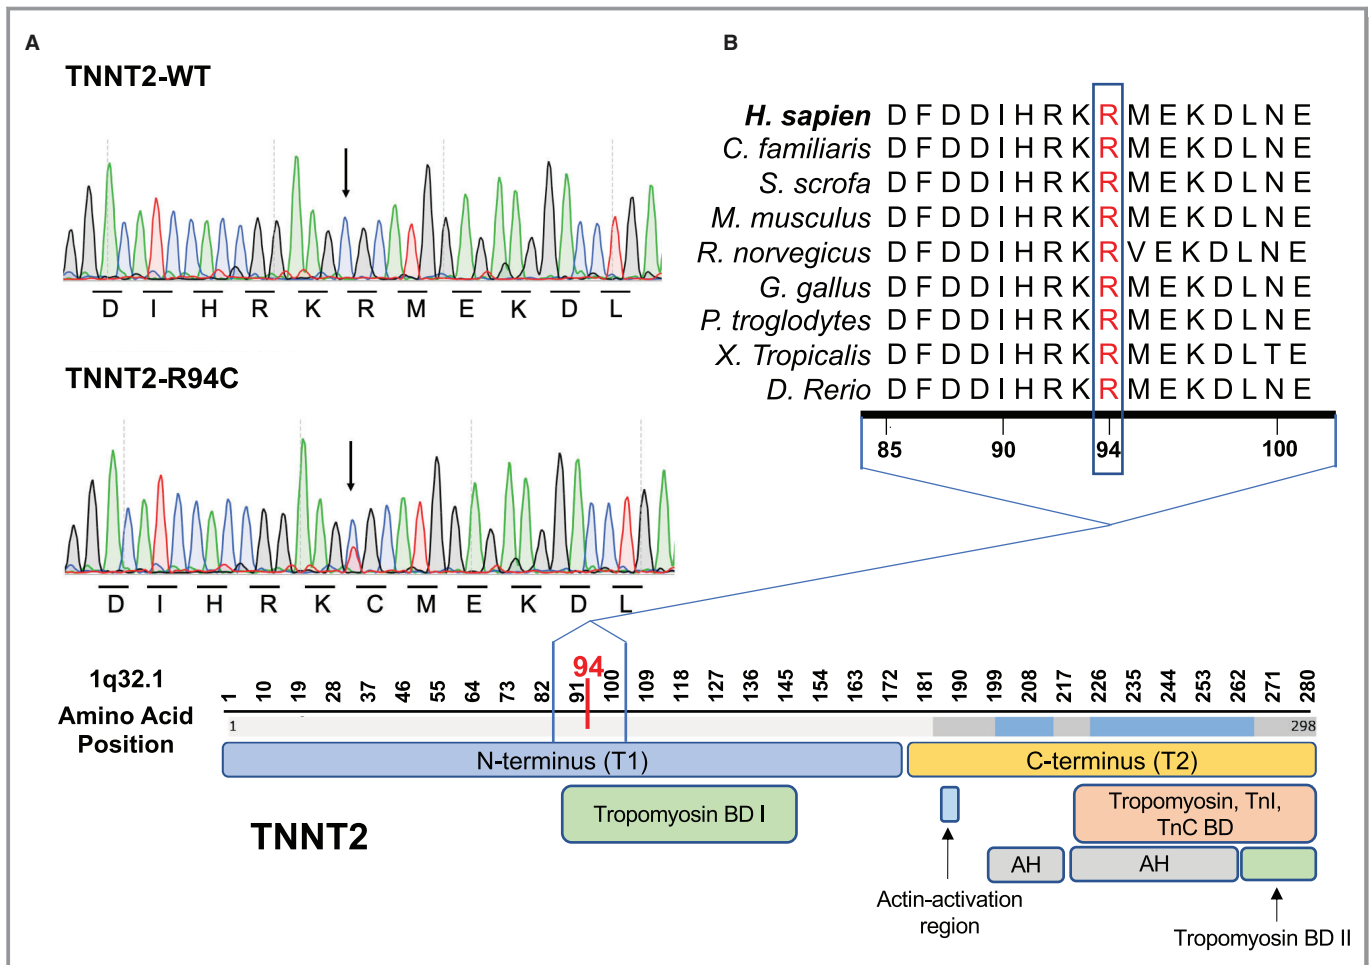 A
TNNT2-WT
D I H R K R M E K D L
TNNT2-R94C
D I H R K C M E K D L
B
H. sapien D F D D I H R K R M E K D L N E
C. familiaris D F D D I H R K R M E K D L N E
S. scrofa D F D D I H R K R M E K D L N E
M. musculus D F D D I H R K R M E K D L N E
R. norvegicus D F D D I H R K R V E K D L N E
G. gallus D F D D I H R K R M E K D L N E
P. troglodytes D F D D I H R K R M E K D L N E
X. Tropicalis D F D D I H R K R M E K D L T E
D. Rerio D F D D I H R K R M E K D L N E
85 90 94 100
94
1q32.1
Amino Acid
Position
1 10 19 28 37 46 55 64 73 82 91 100 109 118 127 136 145 154 163 172 181 190 199 208 217 226 235 244 253 262 271 280
1 298
N-terminus (T1) C-terminus (T2)
Tropomyosin BD I
Tropomyosin, TnI,
TnC BD
TNNT2
AH AH
Actin-activation
region
Tropomyosin BD II